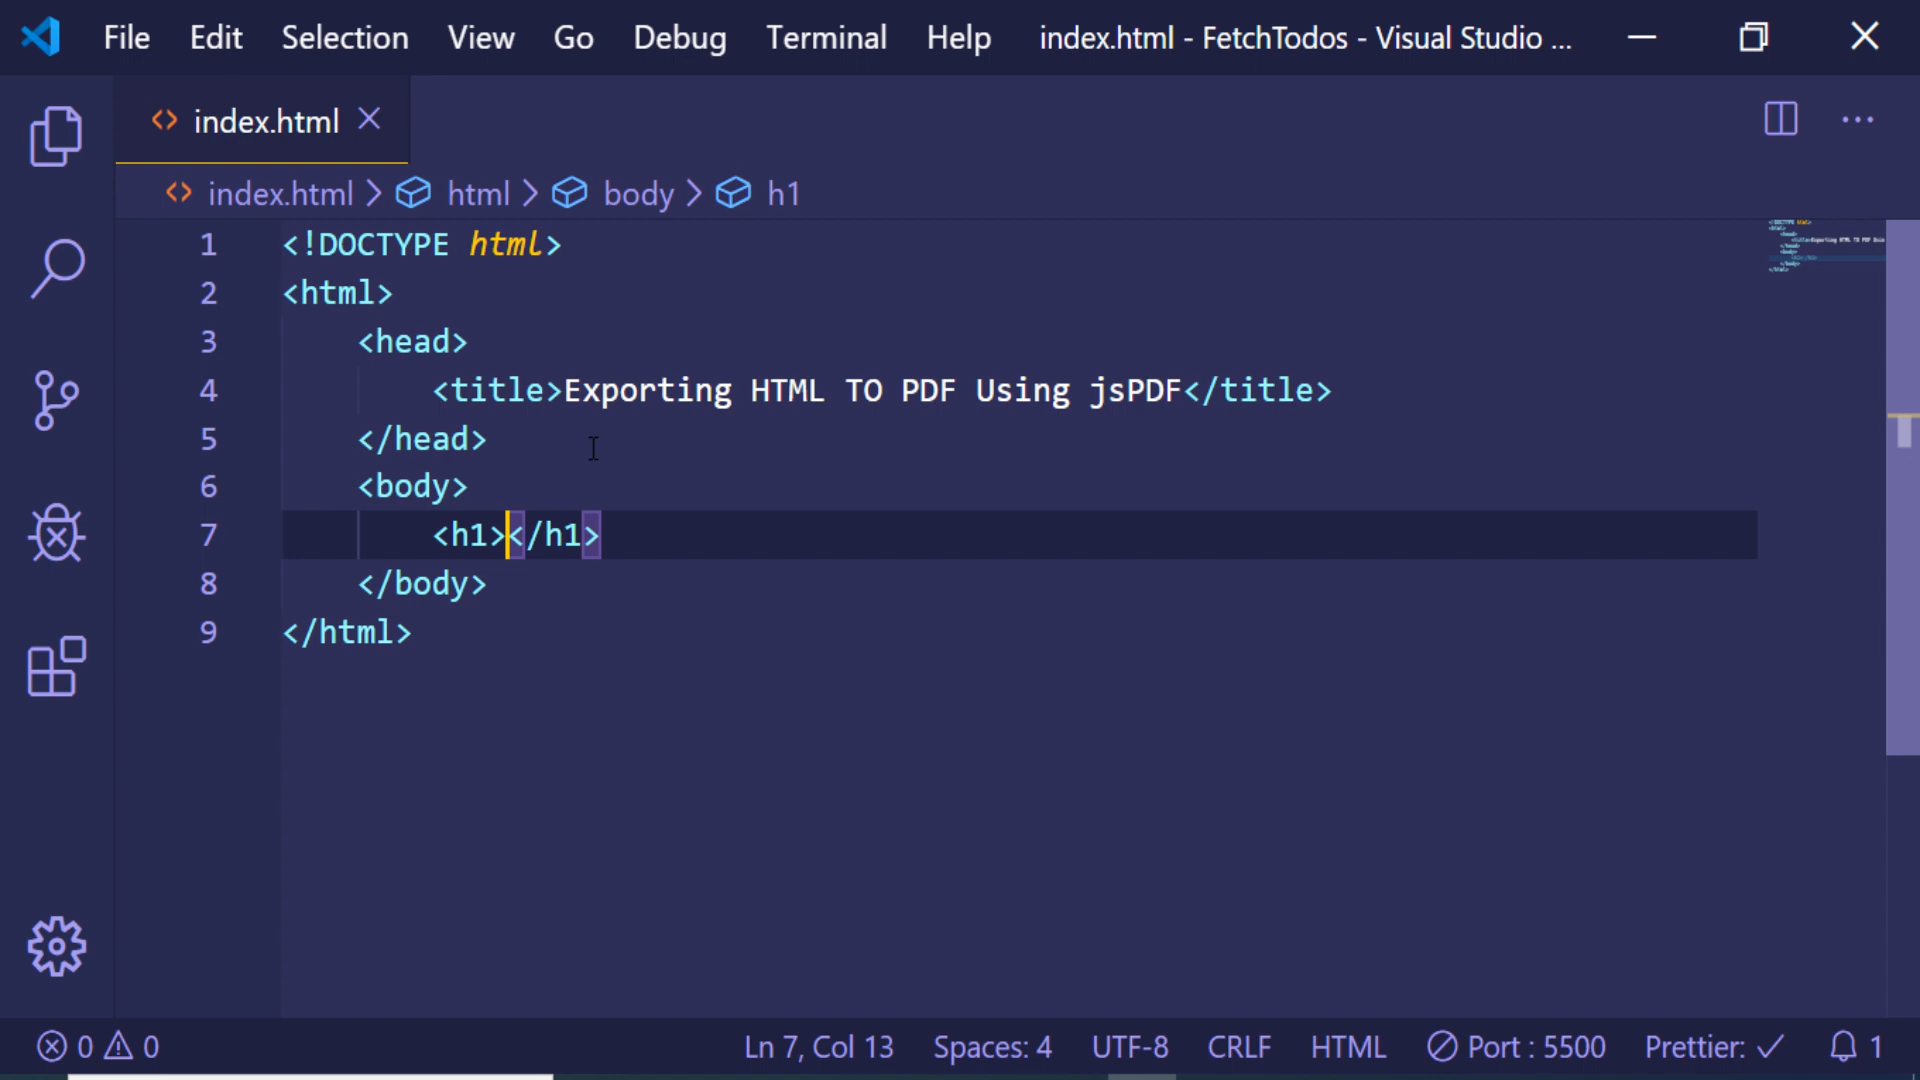 File Edit Selection View Go Debug Terminal Help index.html - FetchTodos - Visual Studio ...
index.html
index.html > html > body > h1
1 <!DOCTYPE html>
2 <html>
3 <head>
4 <title>Exporting HTML TO PDF Using jsPDF</title>
5 </head>
6 <body>
7 <h1></h1>
8 </body>
9 </html>
0 0 Ln 7, Col 13 Spaces: 4 UTF-8 CRLF HTML Port : 5500 Prettier: ✓ 1